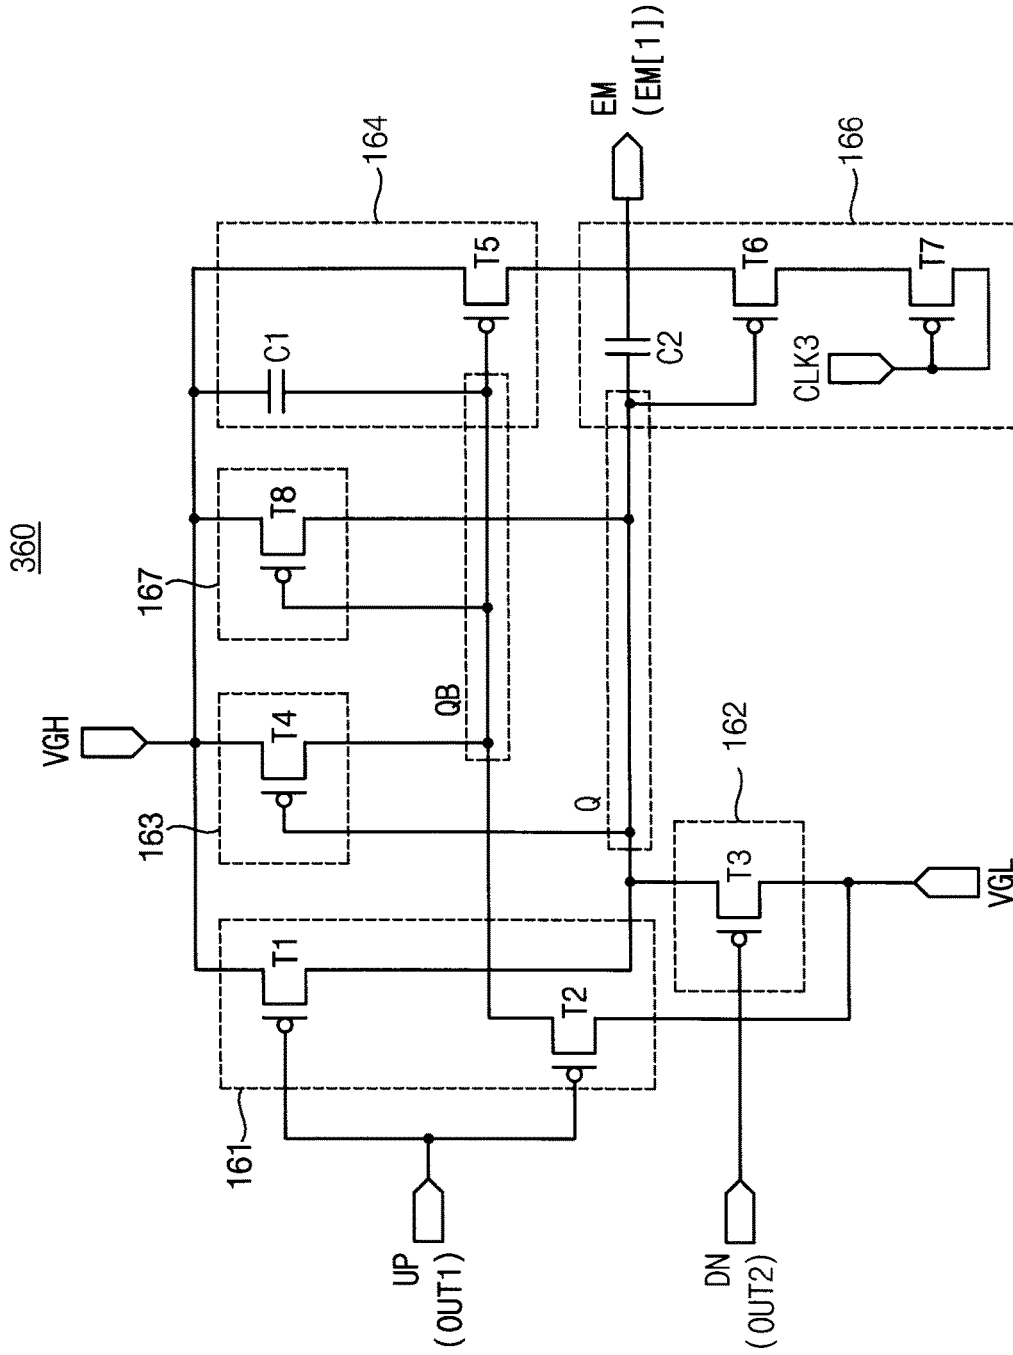 360
VGH
164
EM
(EM[1])
C1
T5
T8
167
T4
163
QB
C2
T6
166
T7
CLK3
Q
T1
T2
161
T3
162
VGL
UP
(OUT1)
DN
(OUT2)